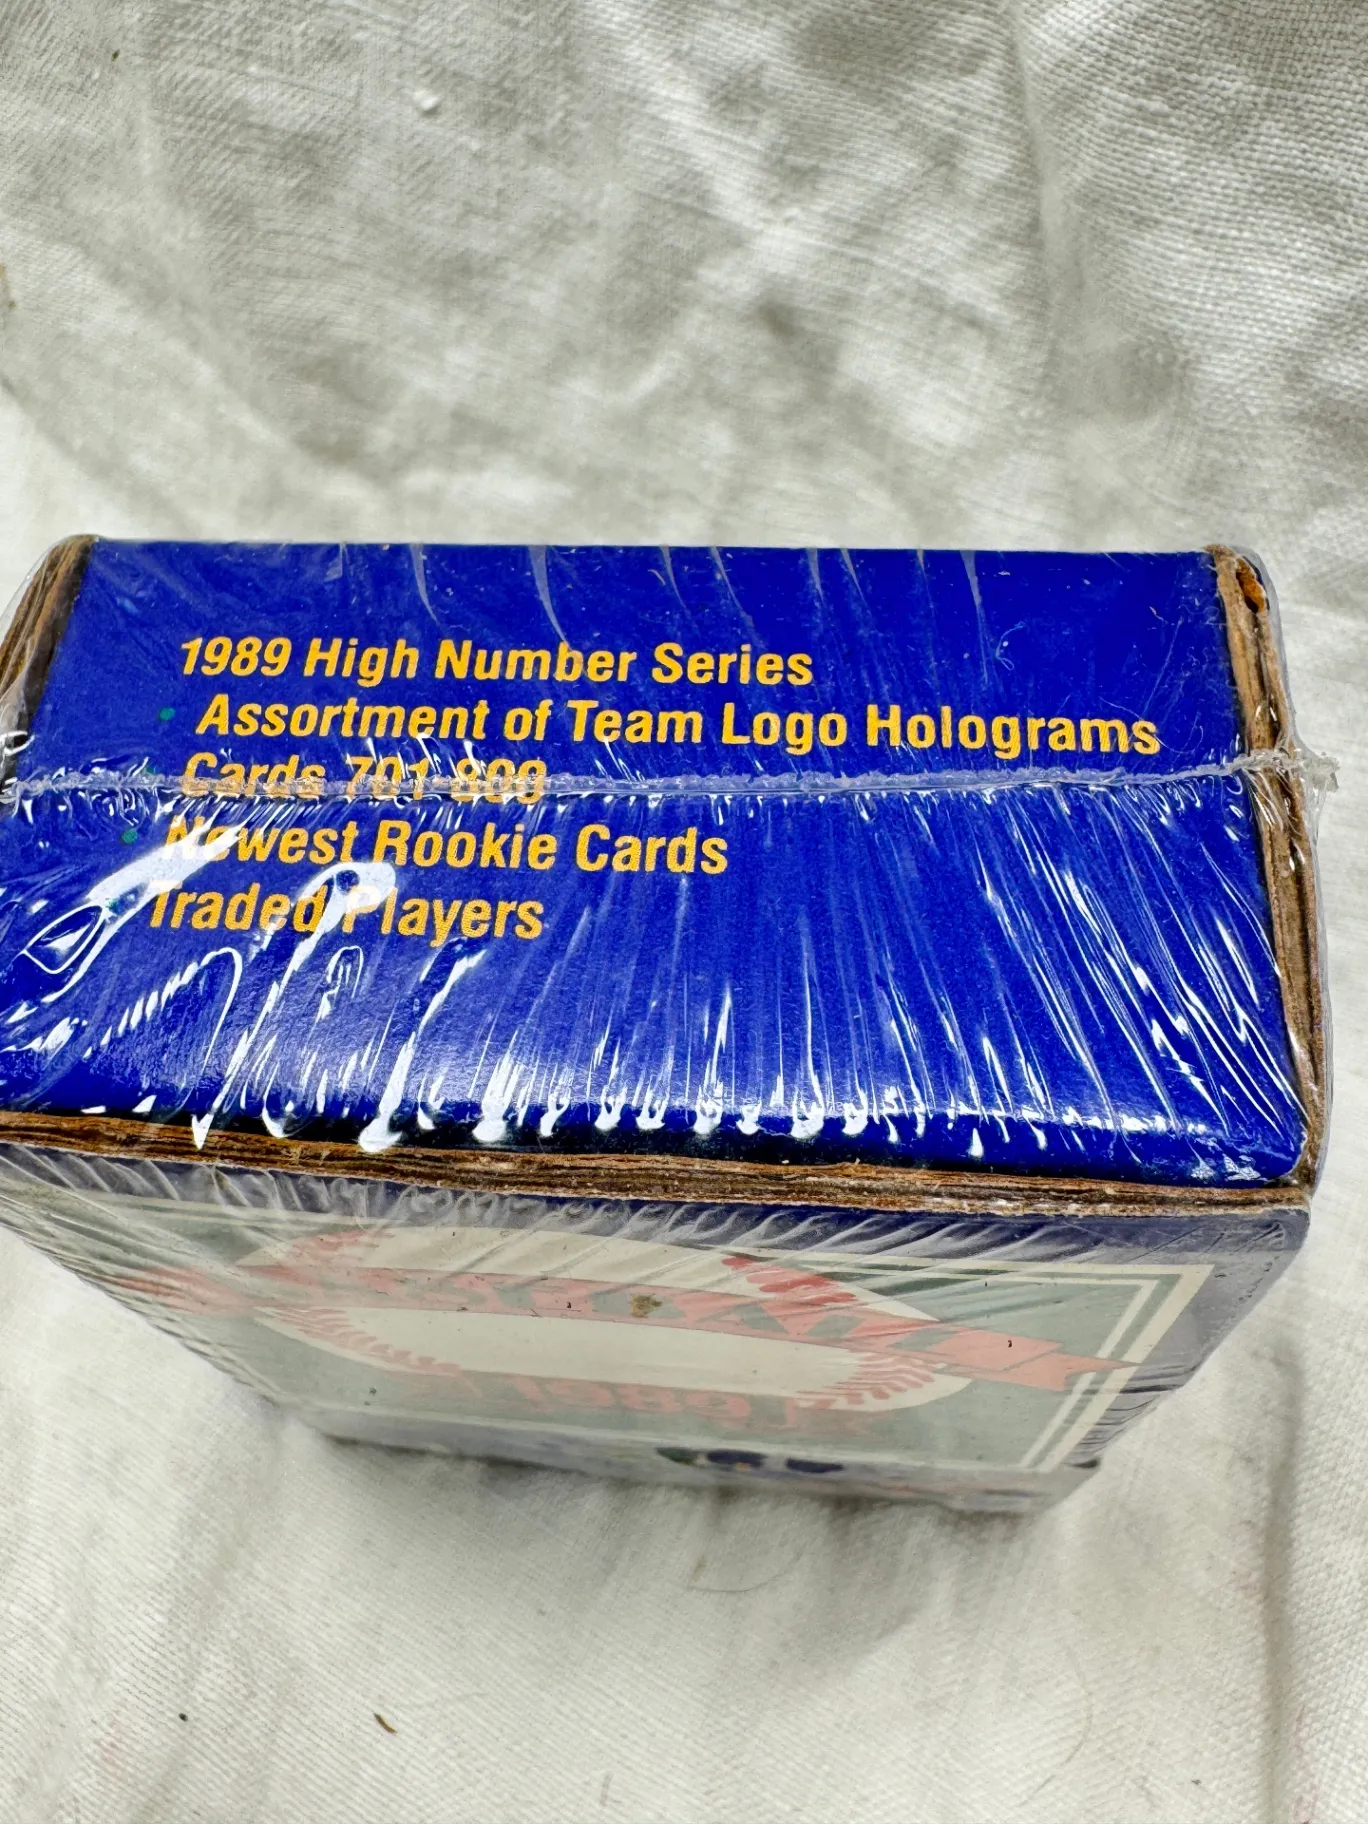 1989 High Number Series
• Assortment of Team Logo Holograms
Cards 701-800
• Newest Rookie Cards
Traded Players